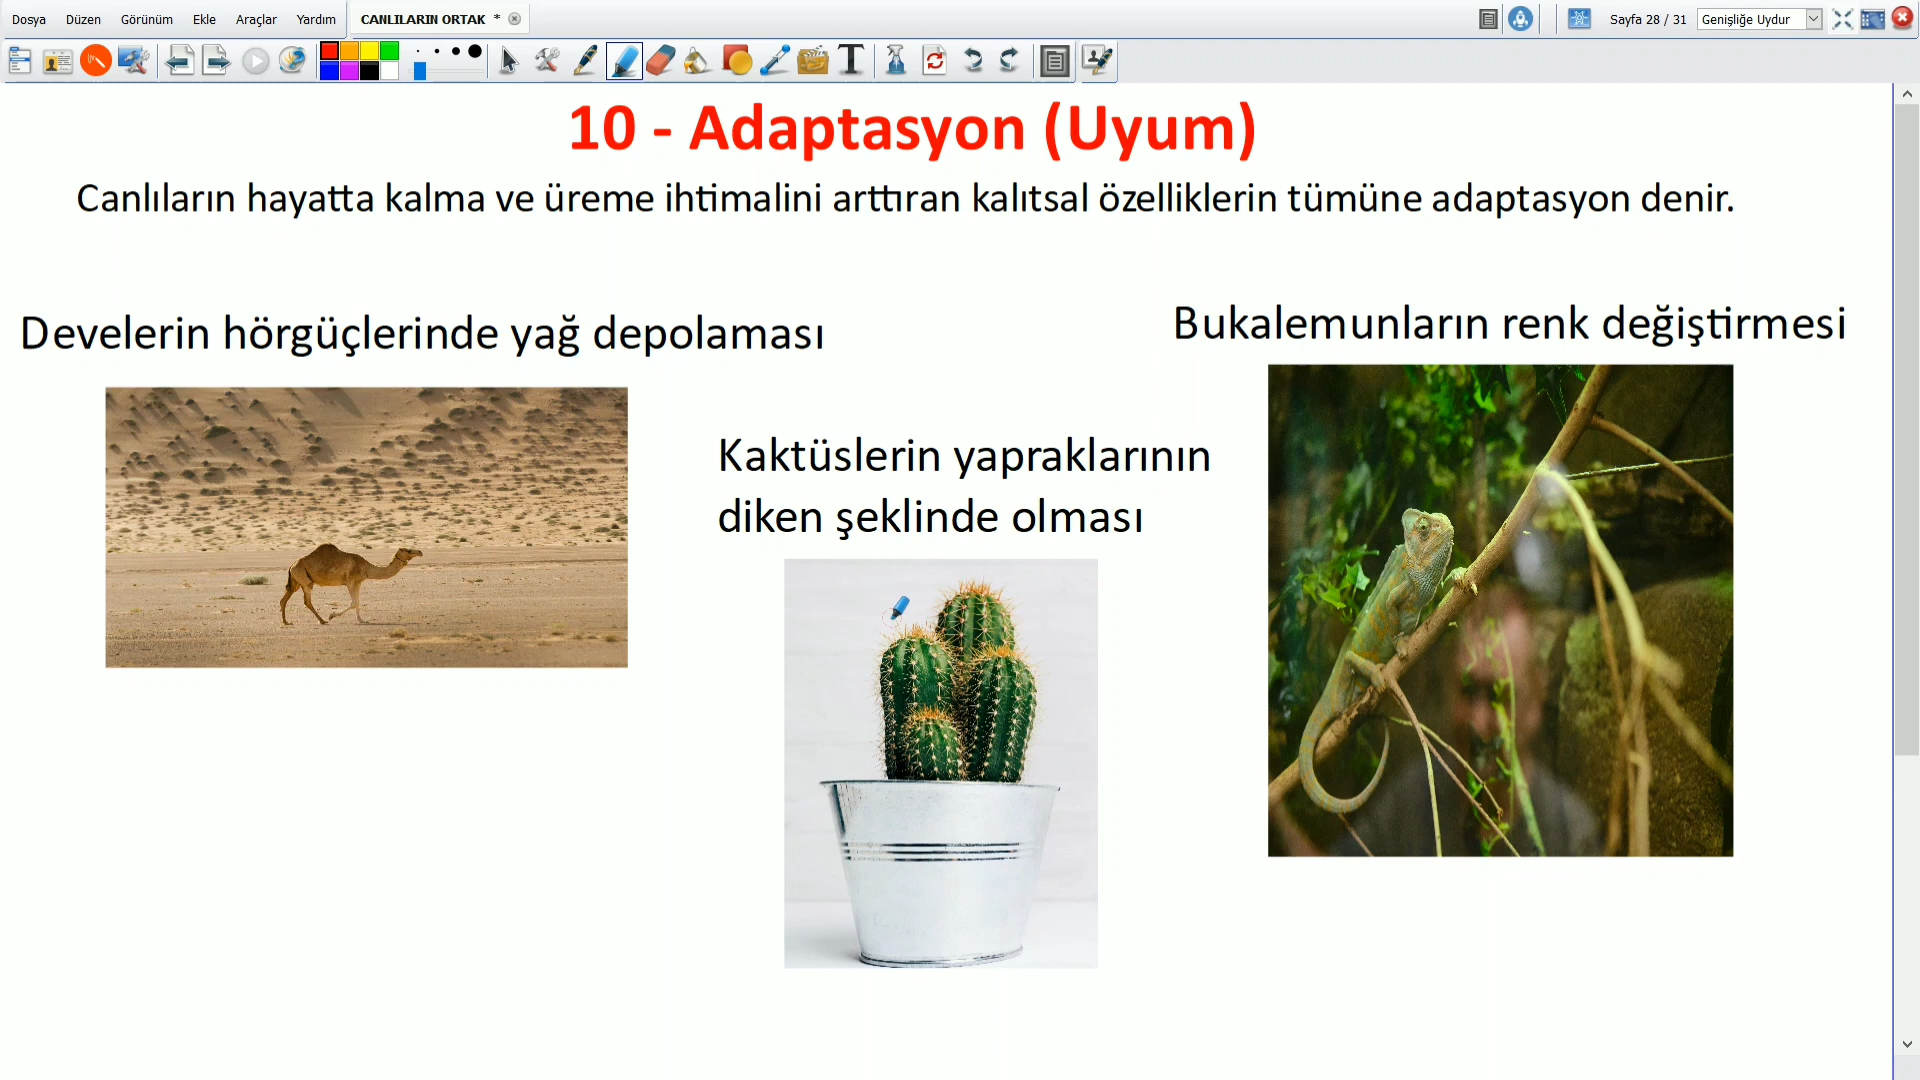 Dosya Düzen Görünüm Ekle Araçlar Yardım CANLILARIN ORTAK * Sayfa 28 / 31 Genişliğe Uydur
10 - Adaptasyon (Uyum)
Canlıların hayatta kalma ve üreme ihtimalini arttıran kalıtsal özelliklerin tümüne adaptasyon denir.
Develerin hörgüçlerinde yağ depolaması
Bukalemunların renk değiştirmesi
Kaktüslerin yapraklarının
diken şeklinde olması